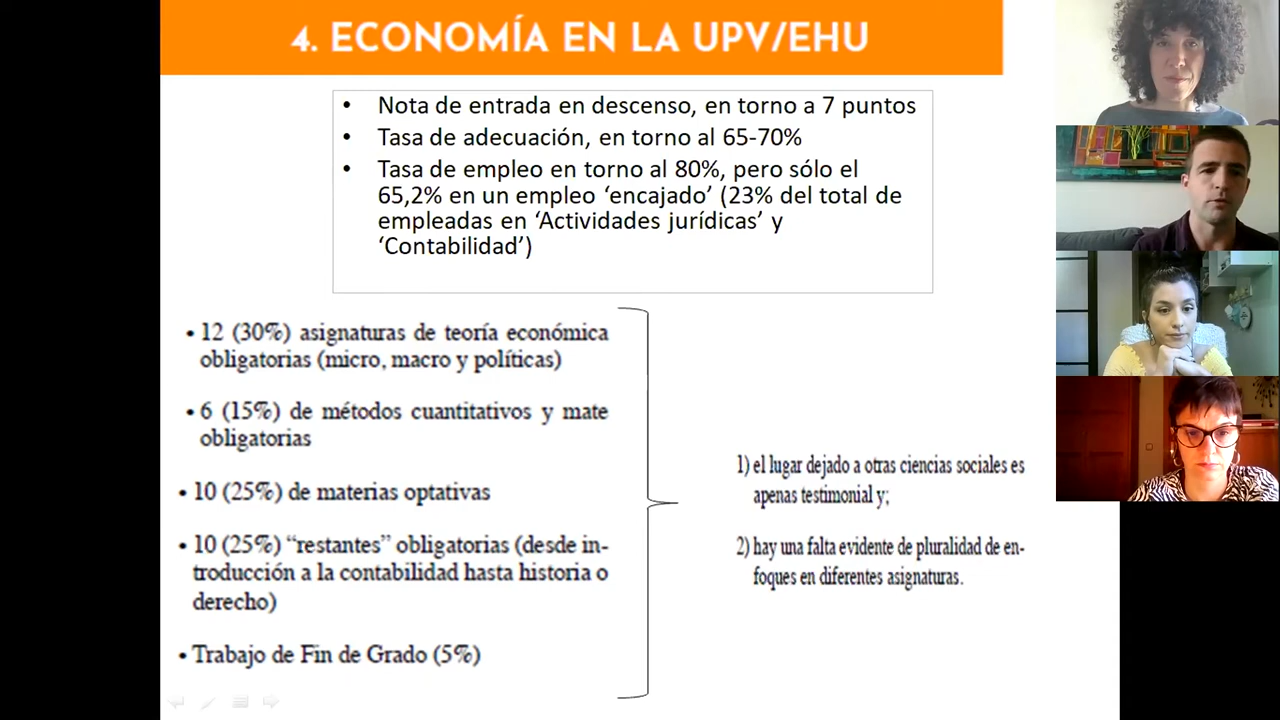 4. ECONOMÍA EN LA UPV/EHU
• Nota de entrada en descenso, en torno a 7 puntos
• Tasa de adecuación, en torno al 65-70%
• Tasa de empleo en torno al 80%, pero sólo el
65,2% en un empleo ‘encajado’ (23% del total de
empleadas en ‘Actividades jurídicas’ y
‘Contabilidad’)
• 12 (30%) asignaturas de teoría económica
obligatorias (micro, macro y políticas)
• 6 (15%) de métodos cuantitativos y mate
obligatorias
• 10 (25%) de materias optativas
• 10 (25%) “restantes” obligatorias (desde in-
troducción a la contabilidad hasta historia o
derecho)
• Trabajo de Fin de Grado (5%)
1) el lugar dejado a otras ciencias sociales es
apenas testimonial y;
2) hay una falta evidente de pluralidad de en-
foques en diferentes asignaturas.